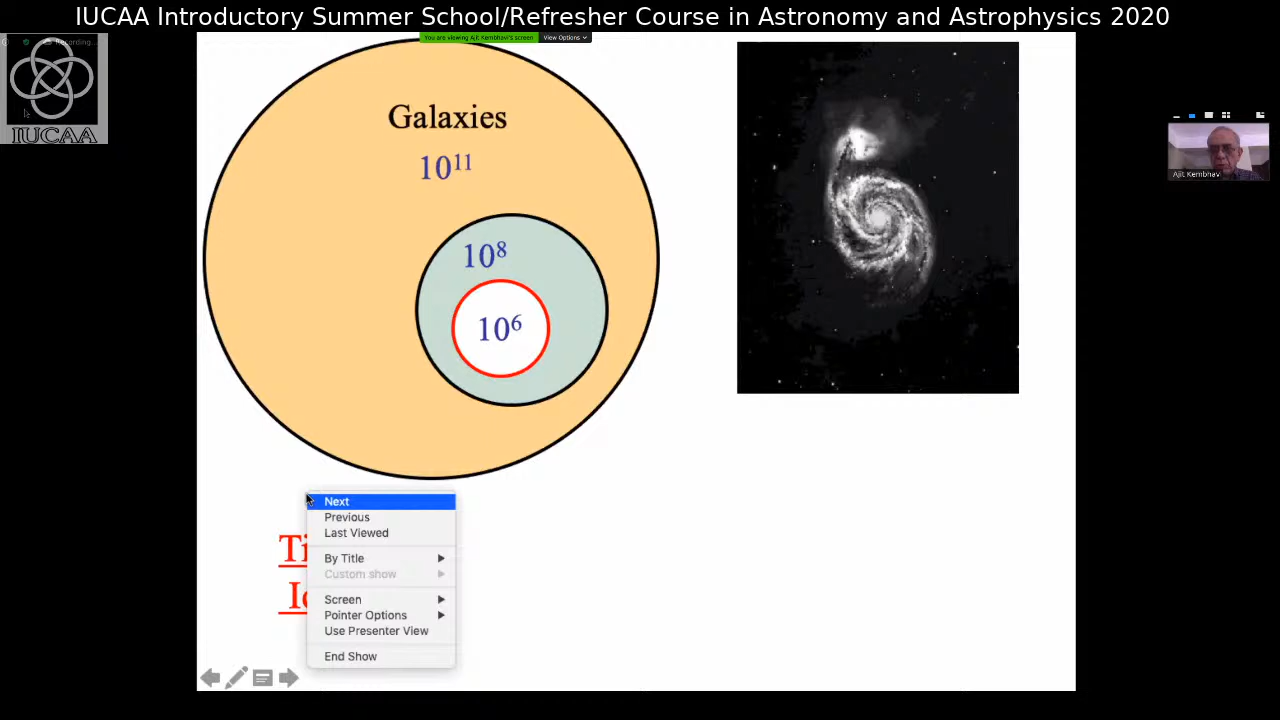 IUCAA Introductory Summer School/Refresher Course in Astronomy and Astrophysics 2020
You are viewing Ajit Kembhavi's screen View Options
Recording...
IUCAA
Galaxies
10¹¹
10⁸
10⁶
Ajit Kembhavi
Next
Previous
Last Viewed
By Title
Custom show
Screen
Pointer Options
Use Presenter View
End Show